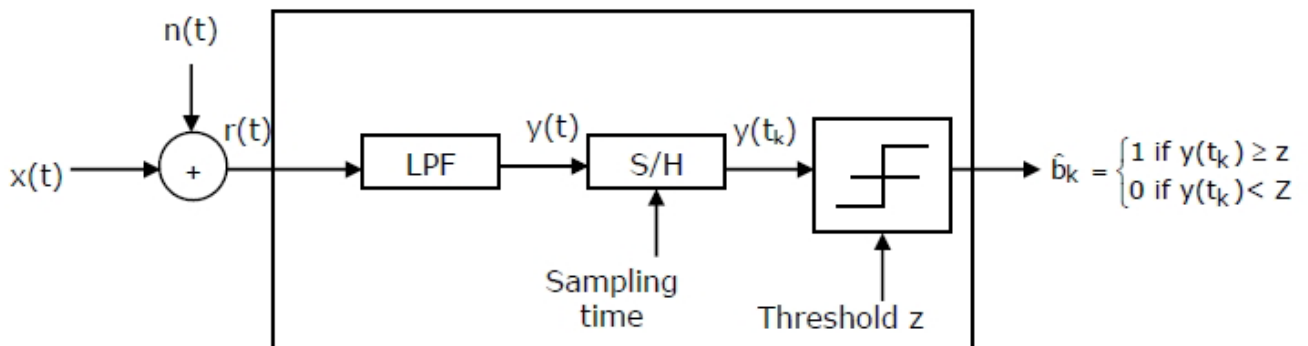 n(t)
x(t)
+
r(t)
LPF
y(t)
S/H
y(tₖ)
Sampling
time
Threshold z
b̂ₖ = {1 if y(tₖ) ≥ z
0 if y(tₖ) < Z